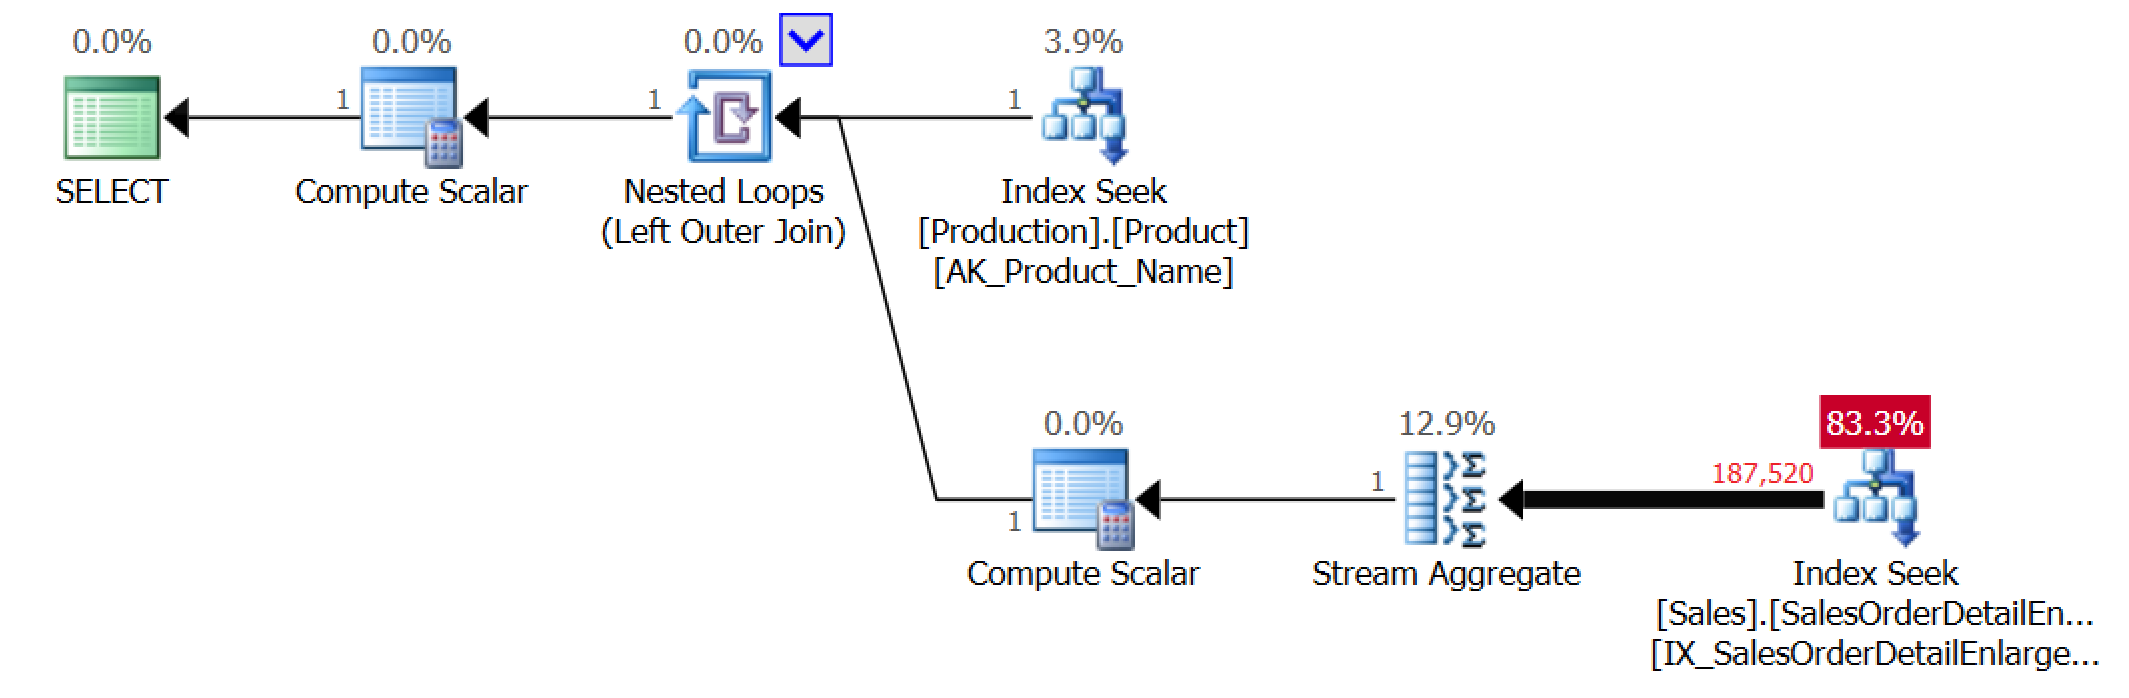 0.0%
0.0%
0.0%
3.9%
1
1
1
SELECT
Compute Scalar
Nested Loops
(Left Outer Join)
Index Seek
[Production].[Product]
[AK_Product_Name]
0.0%
12.9%
83.3%
1
1
187,520
Compute Scalar
Stream Aggregate
Index Seek
[Sales].[SalesOrderDetailEn...
[IX_SalesOrderDetailEnlarge...